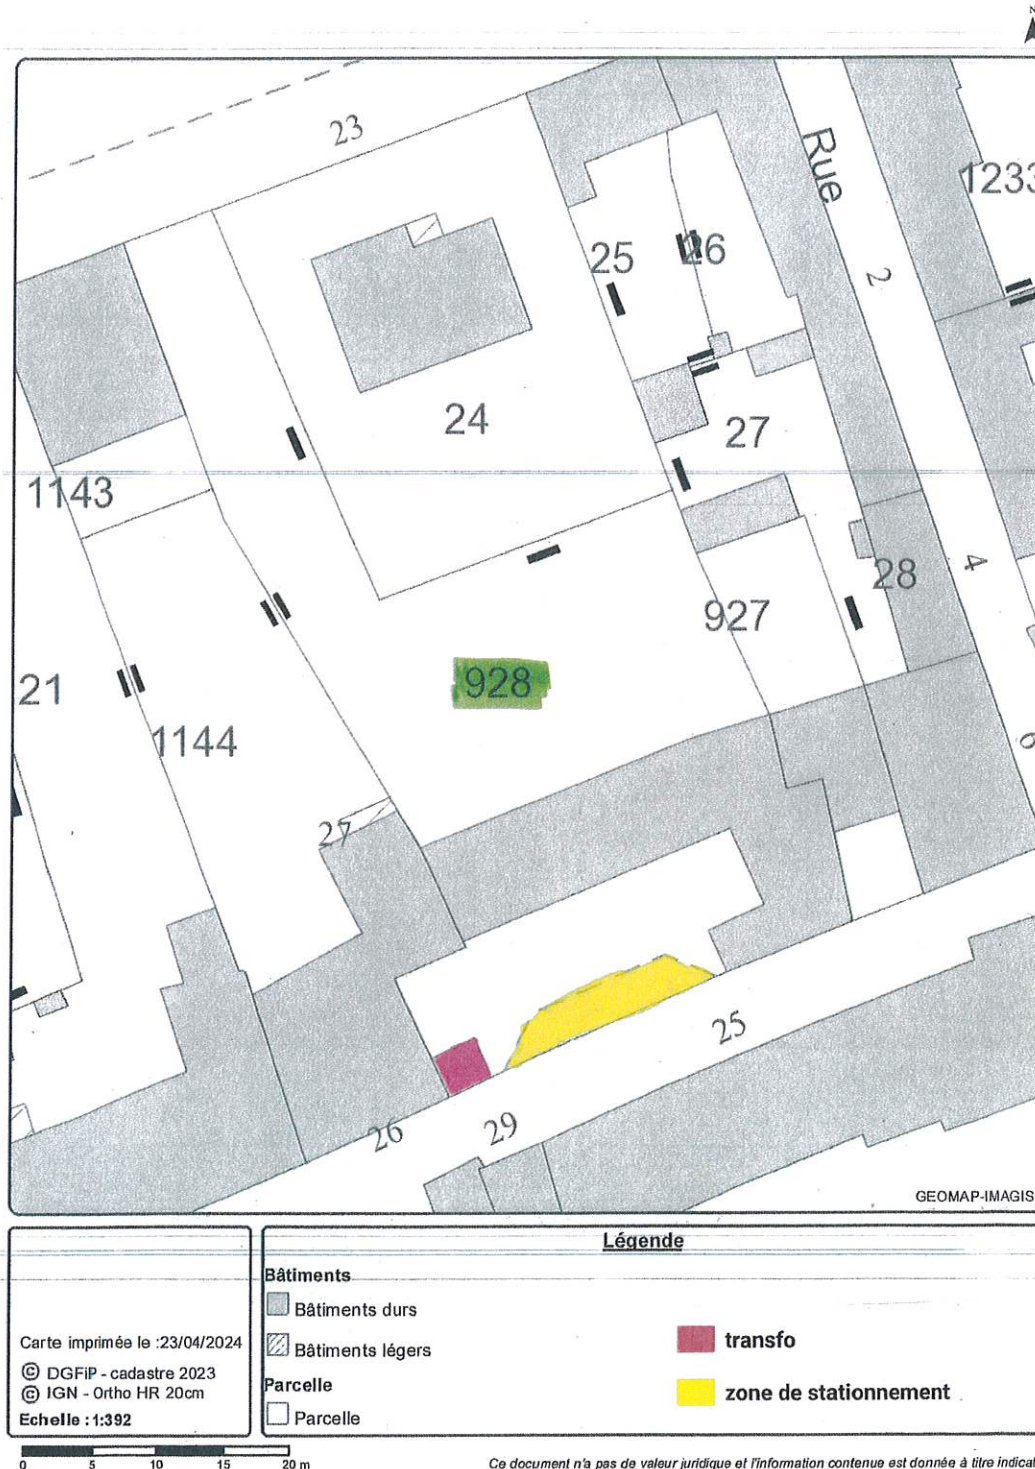 N
23
Rue
1233
25
26
2
24
27
1143
28
4
927
21
928
1144
6
27
25
26
29
GEOMAP-IMAGIS
Légende
Bâtiments
Bâtiments durs
Bâtiments légers
Parcelle
Parcelle
transfo
zone de stationnement
Carte imprimée le :23/04/2024
© DGFiP - cadastre 2023
© IGN - Ortho HR 20cm
Echelle : 1:392
0 5 10 15 20 m
Ce document n'a pas de valeur juridique et l'information contenue est donnée à titre indicat